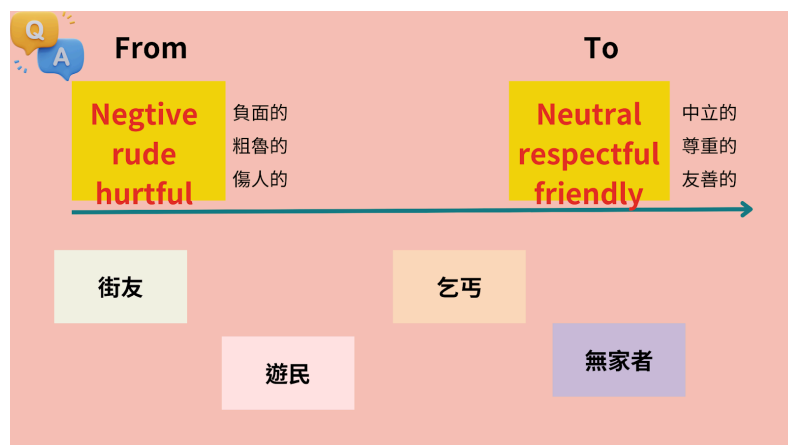 Q
A
From
To
Negtive
rude
hurtful
負面的
粗魯的
傷人的
Neutral
respectful
friendly
中立的
尊重的
友善的
街友
乞丐
遊民
無家者